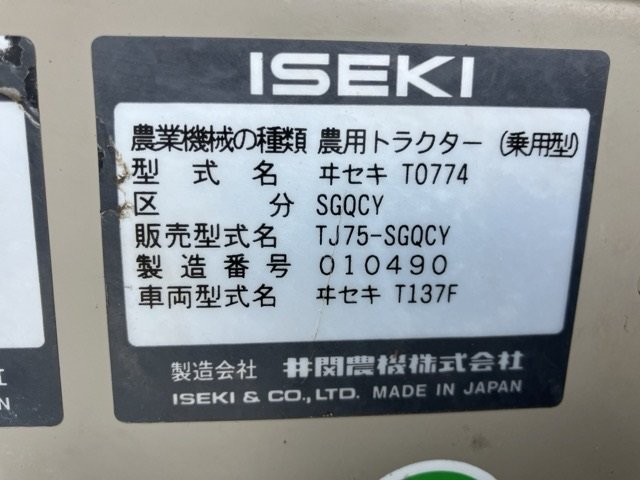 ISEKI
農業機械の種類 農用トラクター (乗用型)
型式名 ヰセキ T0774
区分 SGQCY
販売型式名 TJ75-SGQCY
製造番号 010490
車両型式名 ヰセキ T137F
製造会社 井関農機株式会社
ISEKI & CO., LTD. MADE IN JAPAN
社
AN